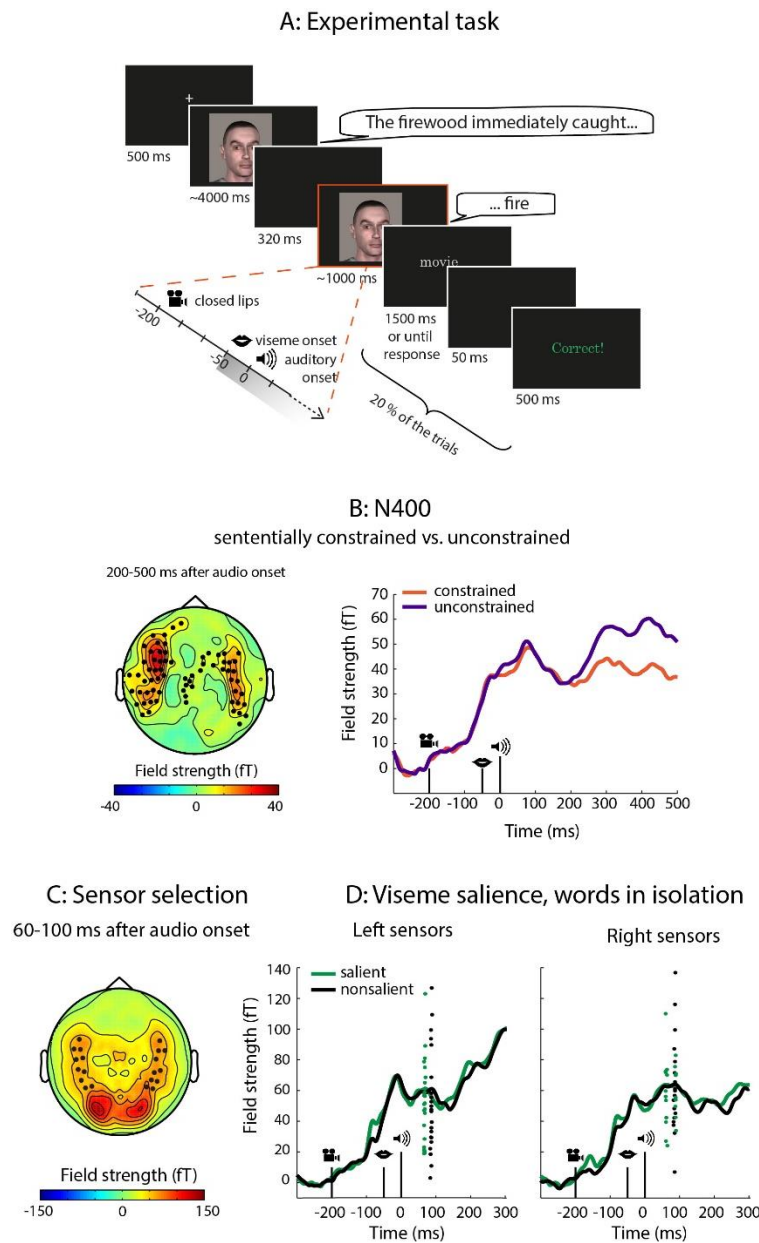 A: Experimental task
+
500 ms
The firewood immediately caught...
~4000 ms
320 ms
... fire
~1000 ms
movie
1500 ms
or until
response
50 ms
Correct!
500 ms
20 % of the trials
closed lips
-200
viseme onset
auditory
onset
-50
0
B: N400
sententially constrained vs. unconstrained
200-500 ms after audio onset
Field strength (fT)
-40 0 40
constrained
unconstrained
Field strength (fT)
70
60
50
40
30
20
10
0
-200 -100 0 100 200 300 400 500
Time (ms)
C: Sensor selection
60-100 ms after audio onset
Field strength (fT)
-150 0 150
D: Viseme salience, words in isolation
Left sensors
salient
nonsalient
Field strength (fT)
140
120
100
80
60
40
20
0
-200 -100 0 100 200 300
Time (ms)
Right sensors
-200 -100 0 100 200 300
Time (ms)